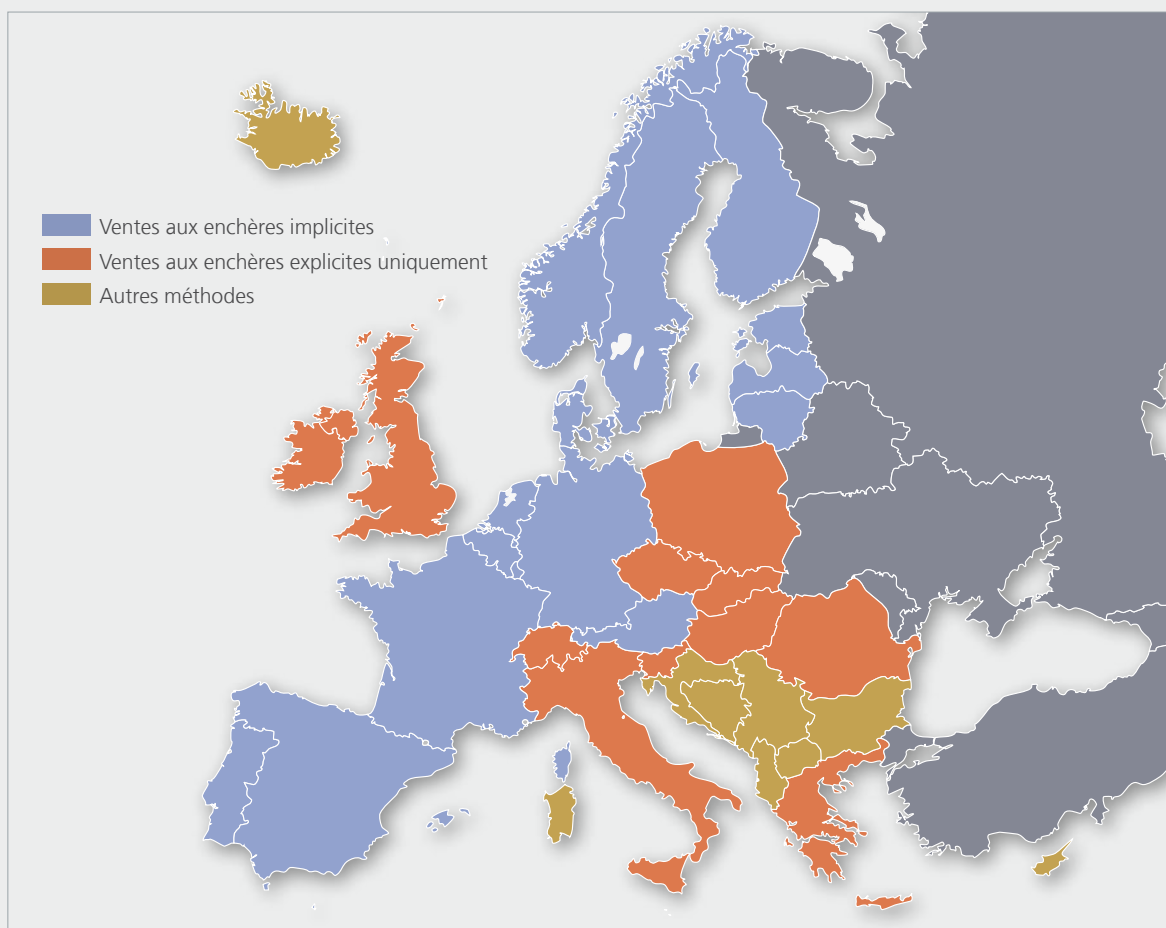 Ventes aux enchères implicites
Ventes aux enchères explicites uniquement
Autres méthodes